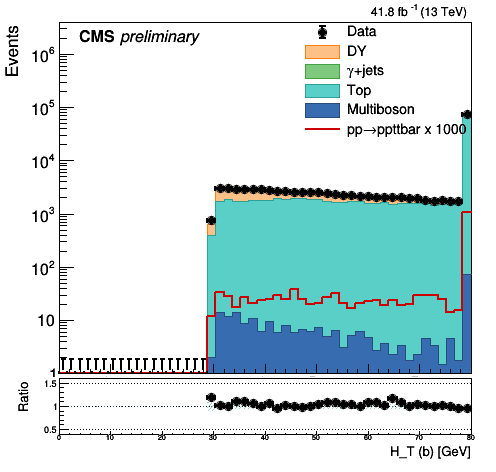 41.8 fb⁻¹ (13 TeV)
CMS preliminary
Events
Data
DY
γ+jets
Top
Multiboson
pp→ppttbar x 1000
10⁶
10⁵
10⁴
10³
10²
10
1
Ratio
1.5
1
0.5
0 10 20 30 40 50 60 70 80
H_T (b) [GeV]